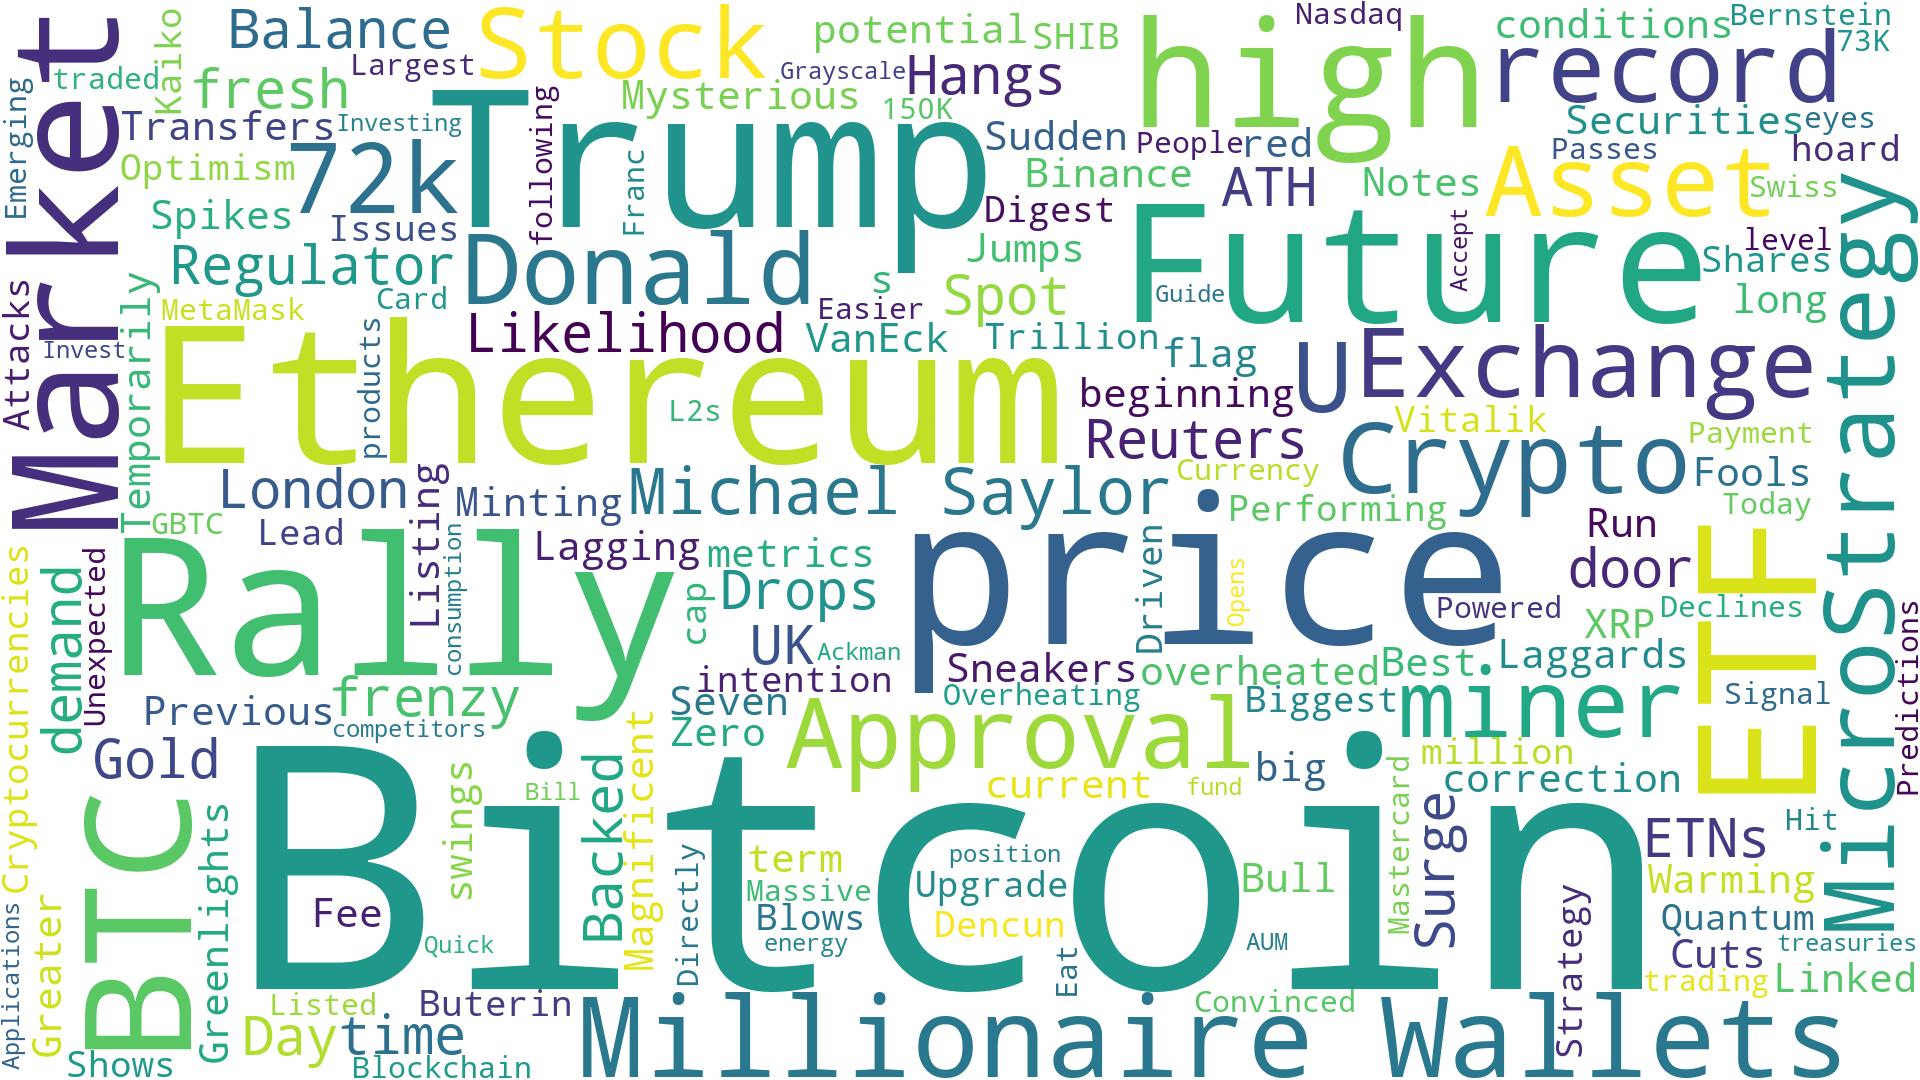 Balance
Stock
potential
SHIB
high
Nasdaq
conditions
Bernstein
73K
record
Market
traded
Kaiko
fresh
Largest
Grayscale
Hangs
Mysterious
150K
Emerging
Transfers
Investing
following
Trump
Sudden
People
red
Securities
eyes
Passes
hoard
Optimism
72k
Franc
Binance
ATH
Notes
Asset
Swiss
Spikes
Issues
Digest
Future
Accept
level
Shares
MicroStrategy
Regulator
Donald
s
Jumps
Spot
Guide
long
Temporarily
MetaMask
Card
Easier
Attacks
Invest
Likelihood
VanEck
Trillion
flag
U
Exchange
Ethereum
products
L2s
beginning
Vitalik
Reuters
Crypto
Payment
London
Listing
Minting
Michael Saylor
Currency
Fools
Performing
Today
GBTC
Lead
Lagging
metrics
price
Run
door
ETF
Cryptocurrencies
demand
Unexpected
Rally
consumption
cap
Drops
Driven
Opens
Powered
XRP
Declines
Predictions
UK
Ackman
intention
Sneakers
overheated
Best
Laggards
Previous
frenzy
Seven
Overheating
Biggest
miner
Signal
competitors
Zero
Approval
Gold
Magnificent
big
million
correction
Bitcoin
swings
Bill
Backed
current
fund
Mastercard
Surge
BTC
Greenlights
Hit
ETNs
Directly
term
position
Massive
Upgrade
Bull
Warming
Fee
Blows
Dencun
Quantum
Applications
Greater
Quick
energy
AUM
Eat
Strategy
Cuts
treasuries
trading
Linked
Listed
Buterin
Convinced
Day
time
Millionaire Wallets
Shows
Blockchain